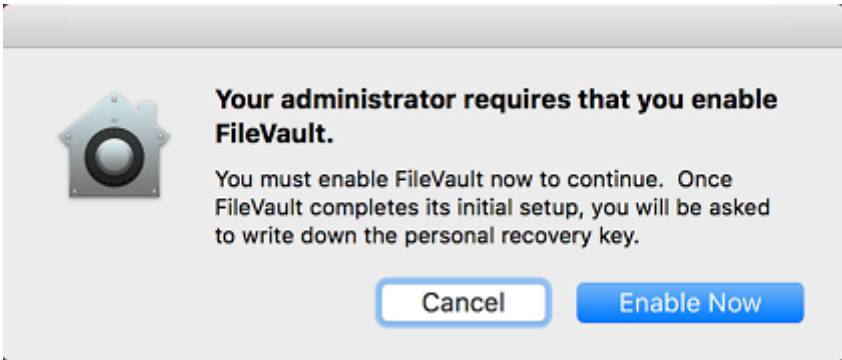 Your administrator requires that you enable
FileVault.
You must enable FileVault now to continue.  Once
FileVault completes its initial setup, you will be asked
to write down the personal recovery key.
Cancel
Enable Now